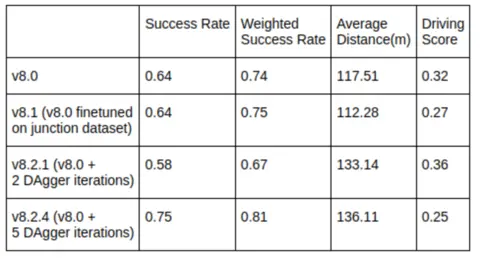 Success Rate Weighted Success Rate Average Distance(m) Driving Score
v8.0 0.64 0.74 117.51 0.32
v8.1 (v8.0 finetuned on junction dataset) 0.64 0.75 112.28 0.27
v8.2.1 (v8.0 + 2 DAgger iterations) 0.58 0.67 133.14 0.36
v8.2.4 (v8.0 + 5 DAgger iterations) 0.75 0.81 136.11 0.25